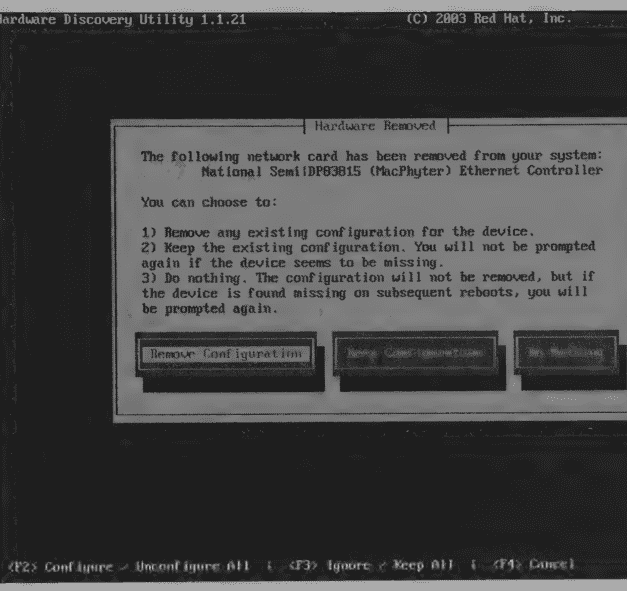 Hardware Discovery Utility 1.1.21 (C) 2003 Red Hat, Inc.
Hardware Removed
The following network card has been removed from your system:
National Semi|DP83815 (MacPhyter) Ethernet Controller
You can choose to:
1) Remove any existing configuration for the device.
2) Keep the existing configuration. You will not be prompted
again if the device seems to be missing.
3) Do nothing. The configuration will not be removed, but if
the device is found missing on subsequent reboots, you will
be prompted again.
Remove Configuration Keep Configuration Do Nothing
<F2> Configure / Unconfigure All | <F3> Ignore / Keep All | <F4> Cancel